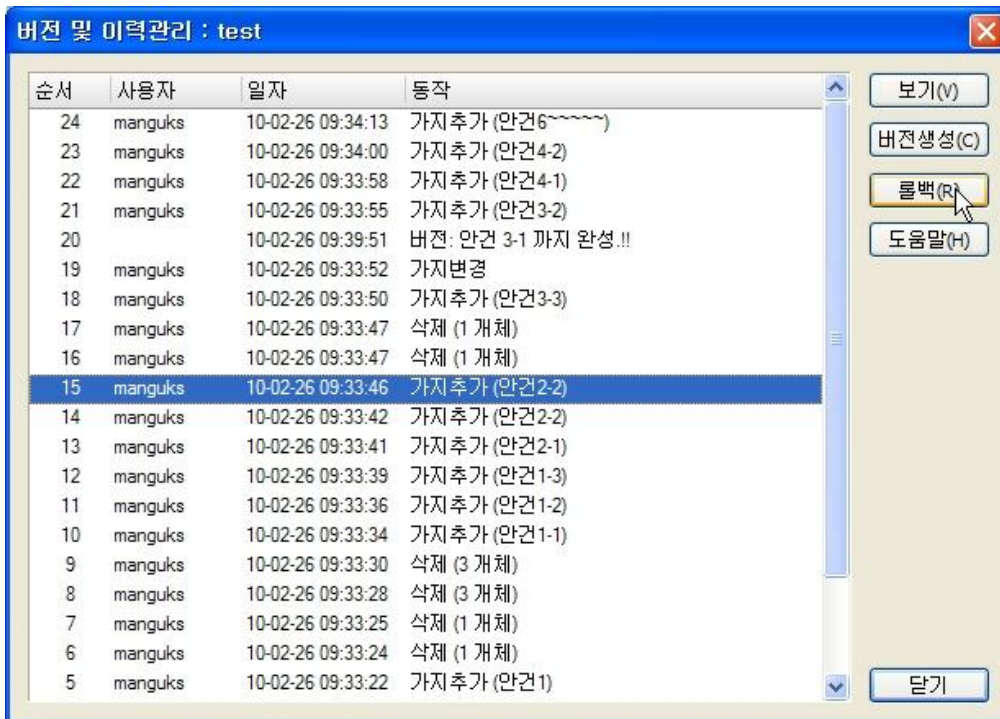 버전 및 이력관리 : test
순서 사용자 일자 동작
24 manguks 10-02-26 09:34:13 가지추가 (안건6~~~~~)
23 manguks 10-02-26 09:34:00 가지추가 (안건4-2)
22 manguks 10-02-26 09:33:58 가지추가 (안건4-1)
21 manguks 10-02-26 09:33:55 가지추가 (안건3-2)
20 10-02-26 09:39:51 버전: 안건 3-1 까지 완성.!!
19 manguks 10-02-26 09:33:52 가지변경
18 manguks 10-02-26 09:33:50 가지추가 (안건3-3)
17 manguks 10-02-26 09:33:47 삭제 (1 개체)
16 manguks 10-02-26 09:33:47 삭제 (1 개체)
15 manguks 10-02-26 09:33:46 가지추가 (안건2-2)
14 manguks 10-02-26 09:33:42 가지추가 (안건2-2)
13 manguks 10-02-26 09:33:41 가지추가 (안건2-1)
12 manguks 10-02-26 09:33:39 가지추가 (안건1-3)
11 manguks 10-02-26 09:33:36 가지추가 (안건1-2)
10 manguks 10-02-26 09:33:34 가지추가 (안건1-1)
9 manguks 10-02-26 09:33:30 삭제 (3 개체)
8 manguks 10-02-26 09:33:28 삭제 (3 개체)
7 manguks 10-02-26 09:33:25 삭제 (1 개체)
6 manguks 10-02-26 09:33:24 삭제 (1 개체)
5 manguks 10-02-26 09:33:22 가지추가 (안건1)
보기(V)
버전생성(C)
롤백(R)
도움말(H)
닫기